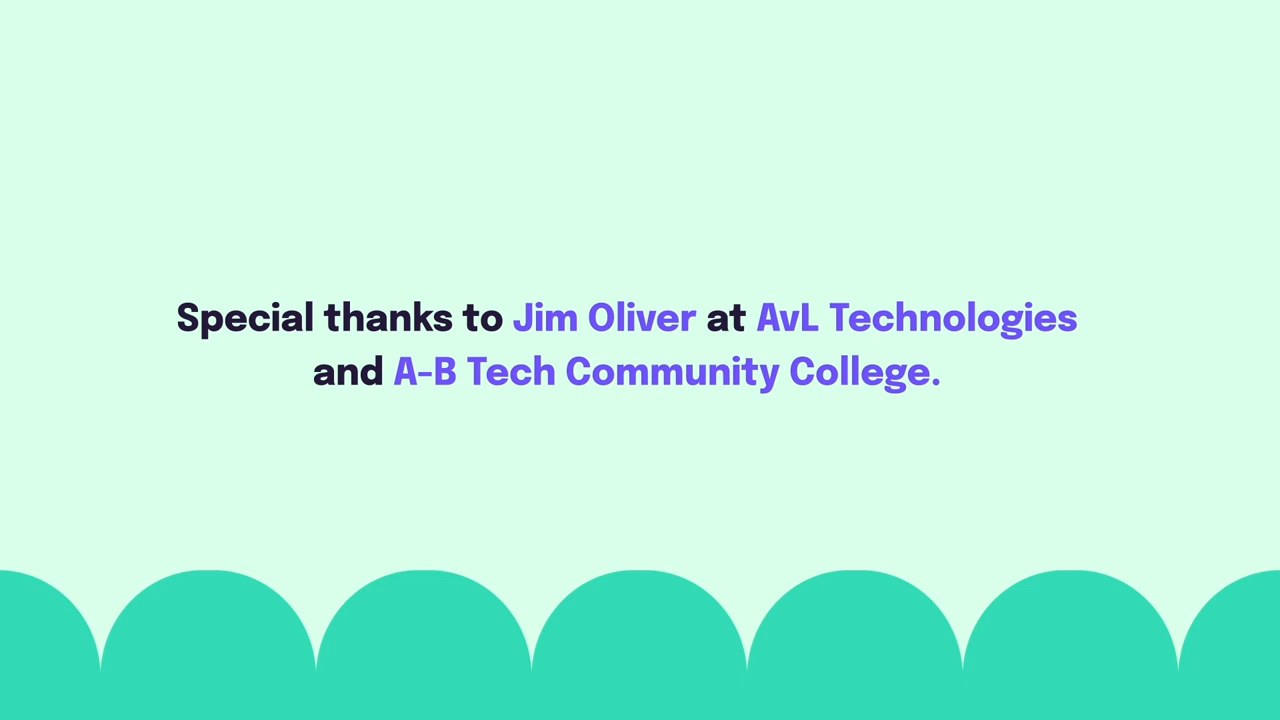 Special thanks to Jim Oliver at AvL Technologies
and A-B Tech Community College.